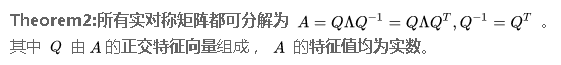 Theorem2:所有实对称矩阵都可分解为 A = QΛQ⁻¹ = QΛQᵀ, Q⁻¹ = Qᵀ 。
其中 Q 由 A 的正交特征向量组成， A 的特征值均为实数。